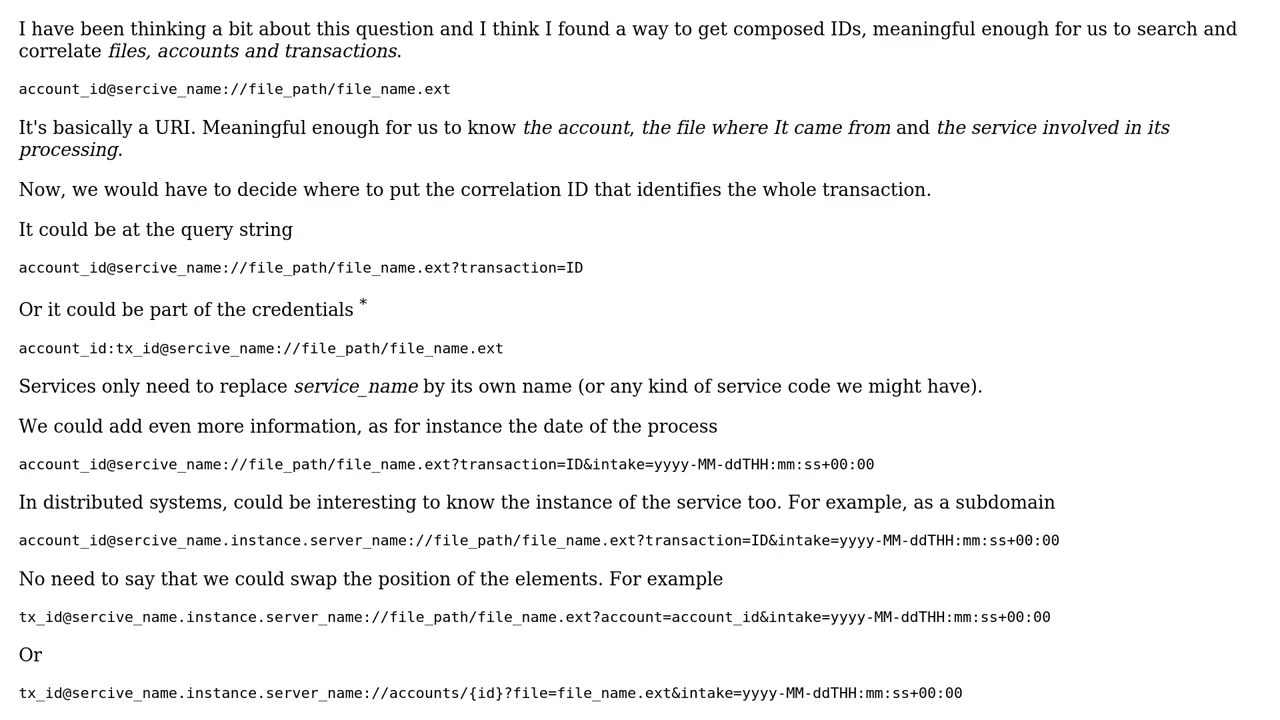 I have been thinking a bit about this question and I think I found a way to get composed IDs, meaningful enough for us to search and
correlate files, accounts and transactions.
account_id@sercive_name://file_path/file_name.ext
It's basically a URI. Meaningful enough for us to know the account, the file where It came from and the service involved in its
processing.
Now, we would have to decide where to put the correlation ID that identifies the whole transaction.
It could be at the query string
account_id@sercive_name://file_path/file_name.ext?transaction=ID
Or it could be part of the credentials *
account_id:tx_id@sercive_name://file_path/file_name.ext
Services only need to replace service_name by its own name (or any kind of service code we might have).
We could add even more information, as for instance the date of the process
account_id@sercive_name://file_path/file_name.ext?transaction=ID&intake=yyyy-MM-ddTHH:mm:ss+00:00
In distributed systems, could be interesting to know the instance of the service too. For example, as a subdomain
account_id@sercive_name.instance.server_name://file_path/file_name.ext?transaction=ID&intake=yyyy-MM-ddTHH:mm:ss+00:00
No need to say that we could swap the position of the elements. For example
tx_id@sercive_name.instance.server_name://file_path/file_name.ext?account=account_id&intake=yyyy-MM-ddTHH:mm:ss+00:00
Or
tx_id@sercive_name.instance.server_name://accounts/{id}?file=file_name.ext&intake=yyyy-MM-ddTHH:mm:ss+00:00